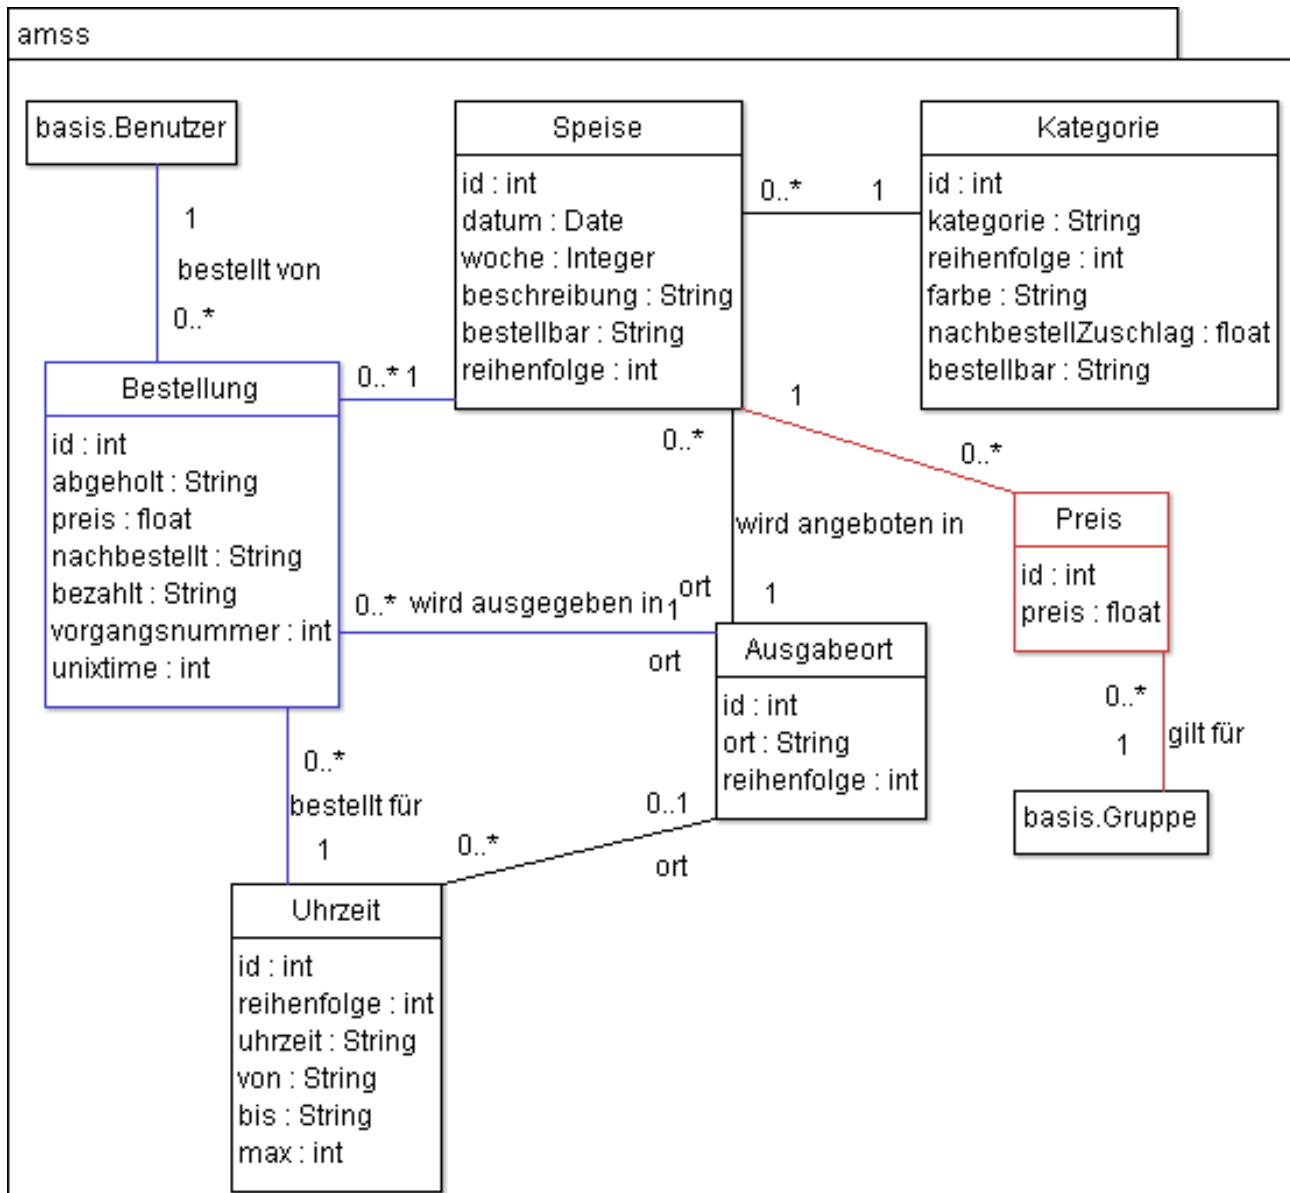 amss
basis.Benutzer
1
bestellt von
0..*
Speise
id : int
datum : Date
woche : Integer
beschreibung : String
bestellbar : String
reihenfolge : int
0..*
1
Kategorie
id : int
kategorie : String
reihenfolge : int
farbe : String
nachbestellZuschlag : float
bestellbar : String
Bestellung
id : int
abgeholt : String
preis : float
nachbestellt : String
bezahlt : String
vorgangsnummer : int
unixtime : int
0..* 1
1
0..*
0..*
wird angeboten in
ort
1
Preis
id : int
preis : float
0..*
1
gilt für
basis.Gruppe
0..* wird ausgegeben in 1
ort
Ausgabeort
id : int
ort : String
reihenfolge : int
0..*
bestellt für
1
0..1
0..*
ort
Uhrzeit
id : int
reihenfolge : int
uhrzeit : String
von : String
bis : String
max : int